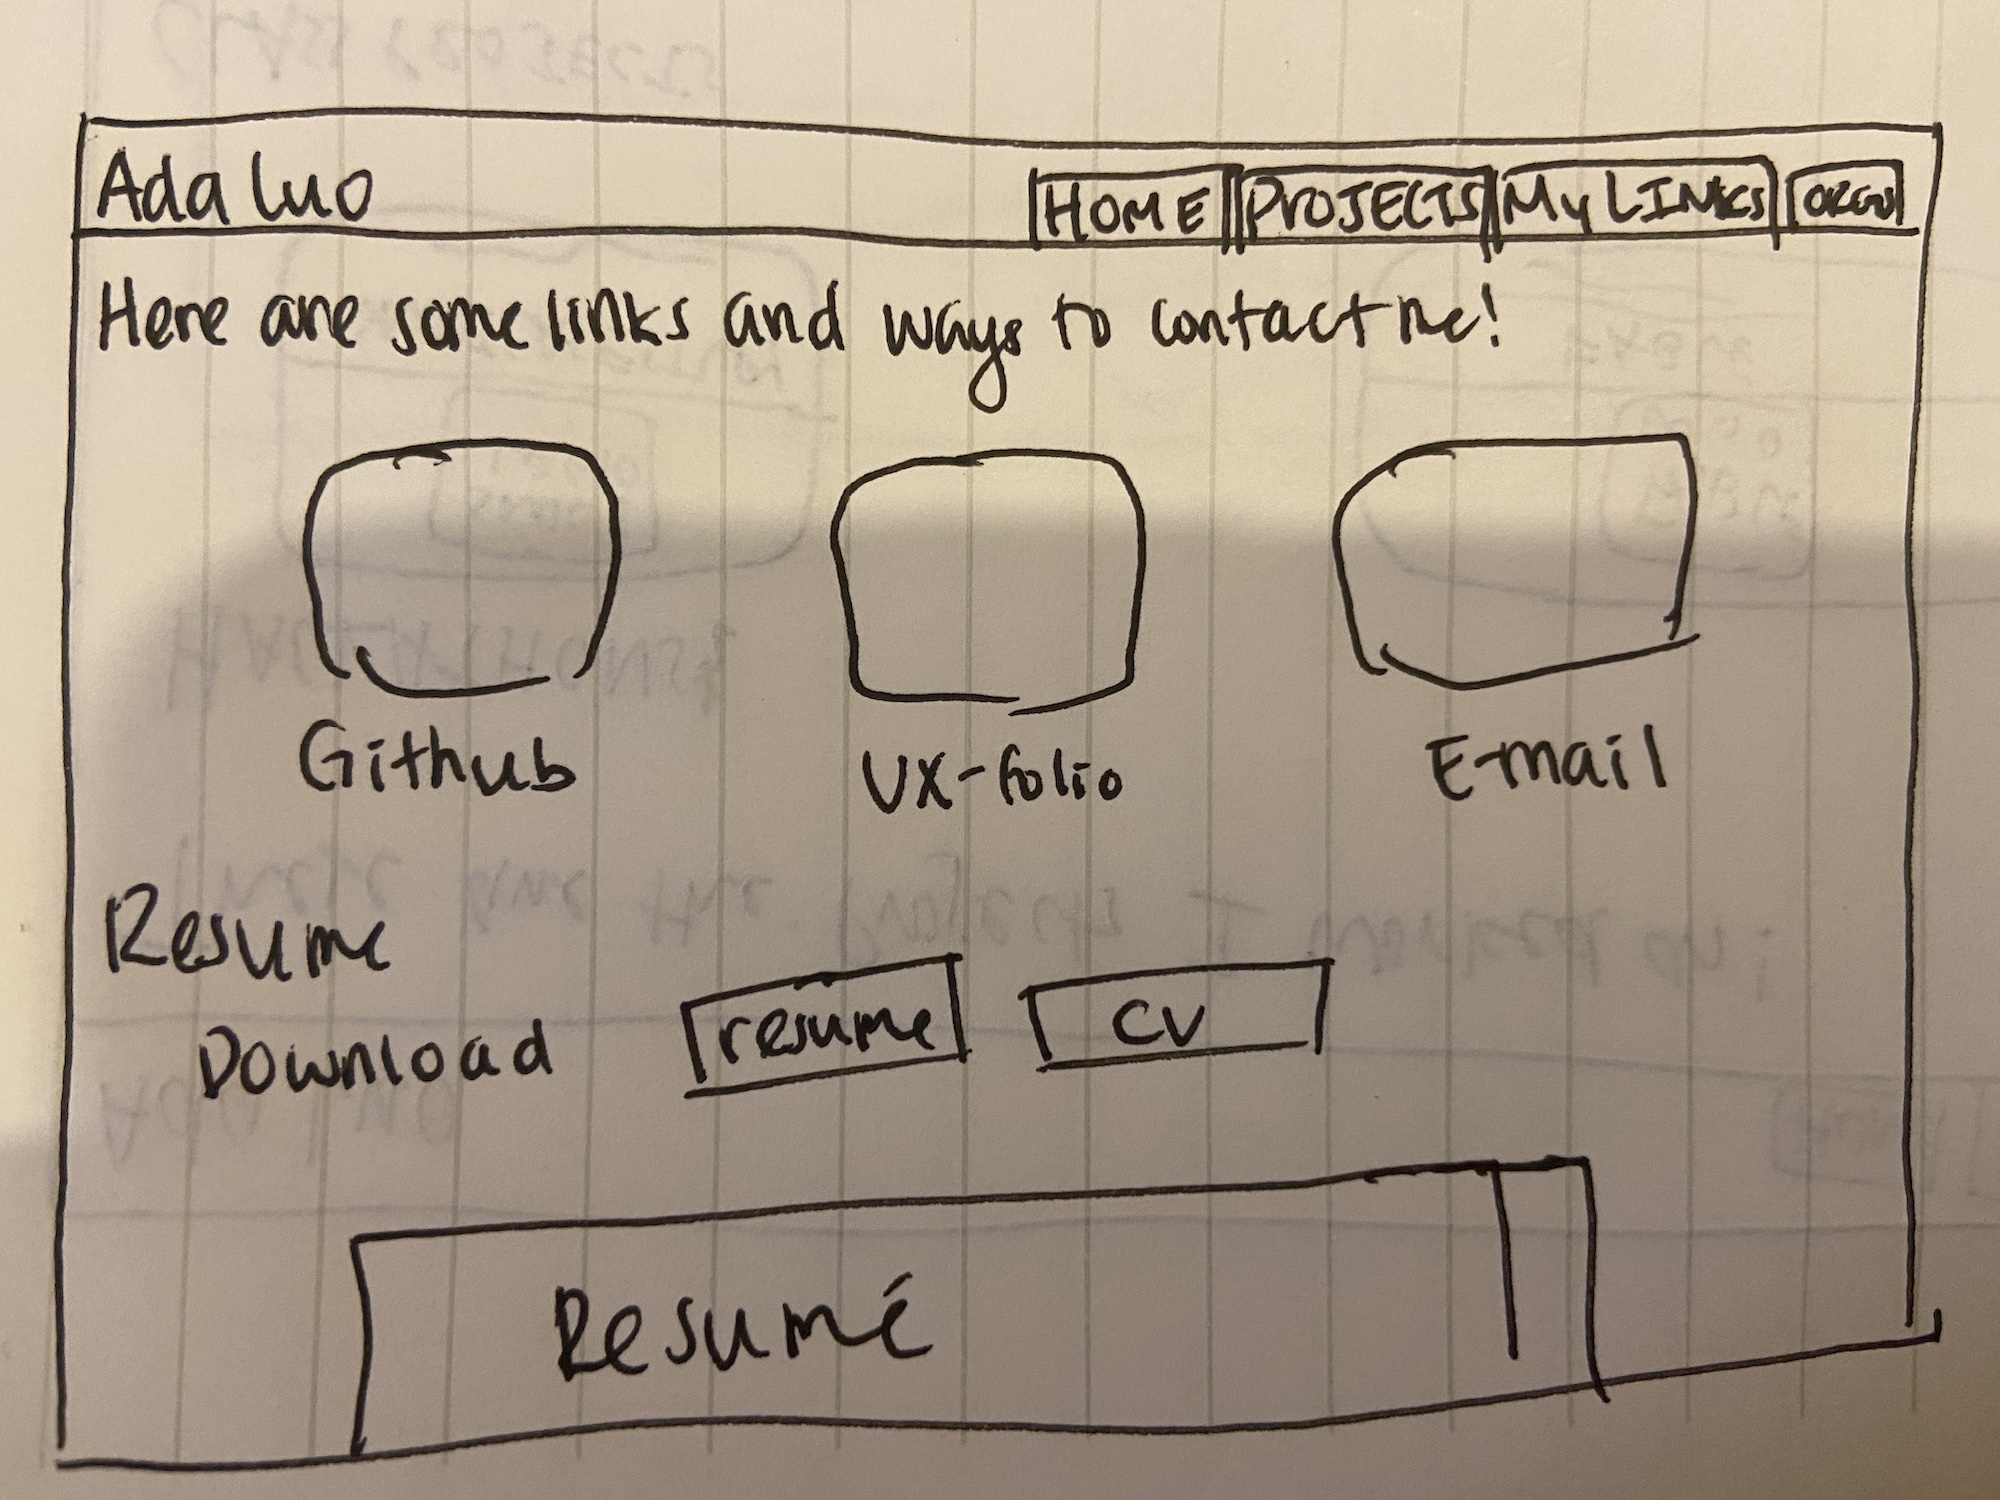 Ada Luo
HOME PROJECTS My LINKS ORGS
Here are some links and ways to contact me!
Github UX-folio E-mail
Resume
Download resume CV
Resumé